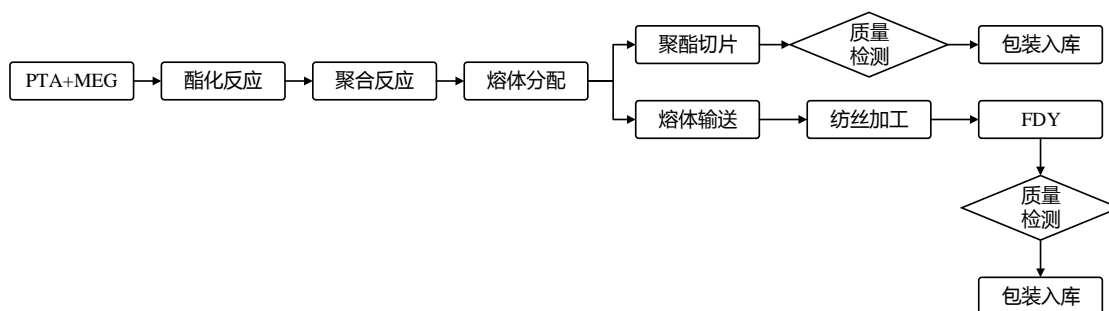 PTA+MEG
酯化反应
聚合反应
熔体分配
聚酯切片
质量
检测
包装入库
熔体输送
纺丝加工
FDY
质量
检测
包装入库